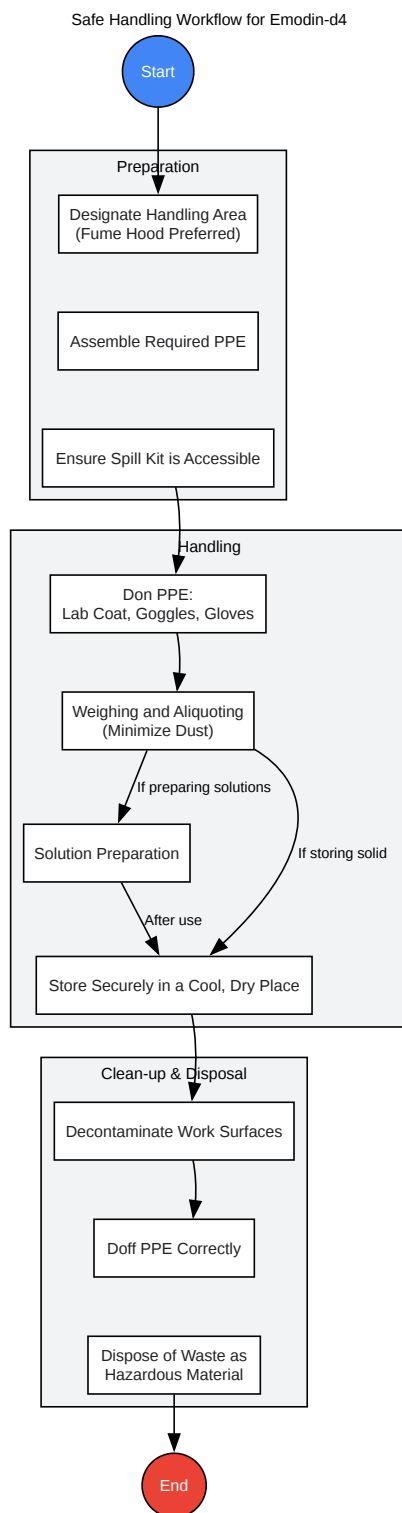 Safe Handling Workflow for Emodin-d4
Start
Preparation
Designate Handling Area
(Fume Hood Preferred)
Assemble Required PPE
Ensure Spill Kit is Accessible
Handling
Don PPE:
Lab Coat, Goggles, Gloves
Weighing and Aliquoting
(Minimize Dust)
If preparing solutions
Solution Preparation
If storing solid
After use
Store Securely in a Cool, Dry Place
Clean-up & Disposal
Decontaminate Work Surfaces
Doff PPE Correctly
Dispose of Waste as
Hazardous Material
End